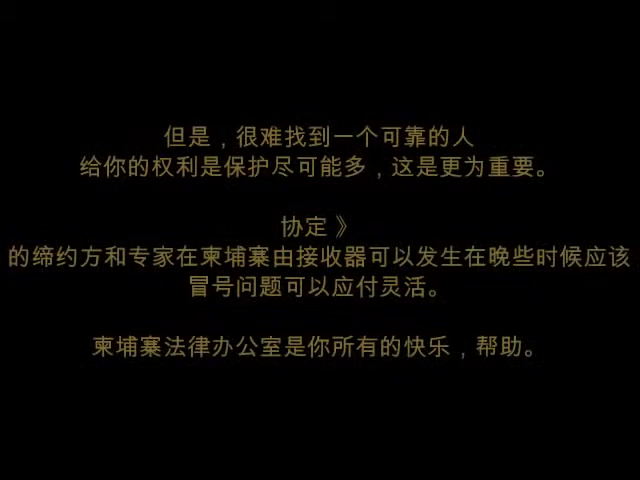 但是，很难找到一个可靠的人
给你的权利是保护尽可能多，这是更为重要。
协定 》
的缔约方和专家在柬埔寨由接收器可以发生在晚些时候应该
冒号问题可以应付灵活。
柬埔寨法律办公室是你所有的快乐，帮助。